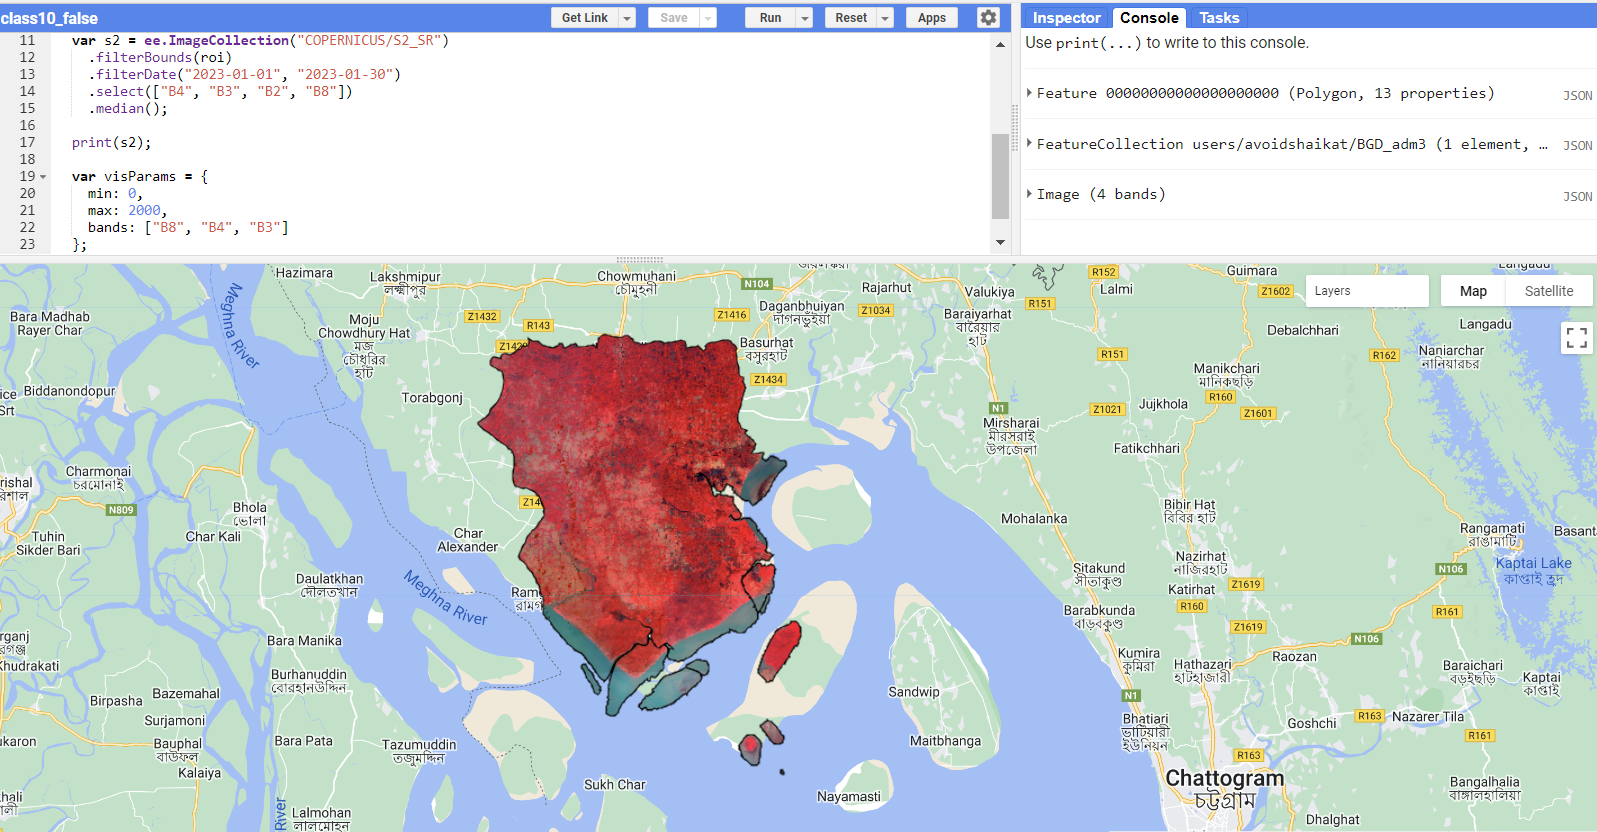 class10_false
Get Link
Save
Run
Reset
Apps
Inspector
Console
Tasks
11 var s2 = ee.ImageCollection("COPERNICUS/S2_SR")
12 .filterBounds(roi)
13 .filterDate("2023-01-01", "2023-01-30")
14 .select(["B4", "B3", "B2", "B8"])
15 .median();
16
17 print(s2);
18
19 var visParams = {
20 min: 0,
21 max: 2000,
22 bands: ["B8", "B4", "B3"]
23 };
Use print(...) to write to this console.
Feature 00000000000000000000 (Polygon, 13 properties)
JSON
FeatureCollection users/avoidshaikat/BGD_adm3 (1 element, …
JSON
Image (4 bands)
JSON
Layers
Map
Satellite
Hazimara
Lakshmipur
লক্ষ্মীপুর
Chowmuhani
চৌমুহনী
N104
Rajarhut
Valukiya
R152
Lalmi
Guimara
Z1602
Langadu
Bara Madhab
Rayer Char
Meghna River
Moju
Chowdhury Hat
মজু
চৌধুরির
হাট
Z1432
R143
Z1416
Daganbhuiyan
দাগনভুঁইয়া
Z1034
Baraiyarhat
বারৈয়ার
হাট
R151
Debalchhari
Langadu
Basurhat
বসুরহাট
Z1434
R151
R162
Naniarchar
নানিয়ারচর
Biddanondopur
Torabgonj
N1
Mirsharai
মীরসরাই
উপজেলা
Z1021
Jujkhola
Manikchari
মানিকছড়ি
R160
Z1601
Fatikchhari
Charmonai
চরমোনাই
N809
Bhola
ভোলা
Char Kali
Tuhin
Sikder Bari
Char
Alexander
Mohalanka
Bibir Hat
বিবির হাট
Rangamati
রাঙ্গামাটি
Basant
Daulatkhan
দৌলতখান
Meghna River
Sitakund
সীতাকুণ্ড
Nazirhat
নাজিরহাট
Katirhat
Z1619
N106
Kaptai Lake
কাপ্তাই হ্রদ
R160
R161
Barabkunda
বাড়বকুণ্ড
Z1619
N106
Bara Manika
Khudrakati
Burhanuddin
বোরহানউদ্দিন
Kumira
কুমিরা
Hathazari
হাটহাজারী
Raozan
Baraichari
বড়ইছড়ি
Kaptai
কাপ্তাই
Birpasha
Bazemahal
Surjamoni
Sandwip
N1
Bhatiari
ভাটিয়ারী
ইউনিয়ন
Goshchi
R163
Nazarer Tila
R161
Bauphal
বাউফল
Kalaiya
Bara Pata
Tazumuddin
তজুমদ্দিন
Maitbhanga
R163
Sukh Char
Nayamasti
Chattogram
চট্টগ্রাম
Bangalhalia
বাঙ্গালহালিয়া
Lalmohan
লালমোহন
River
Dhalghat